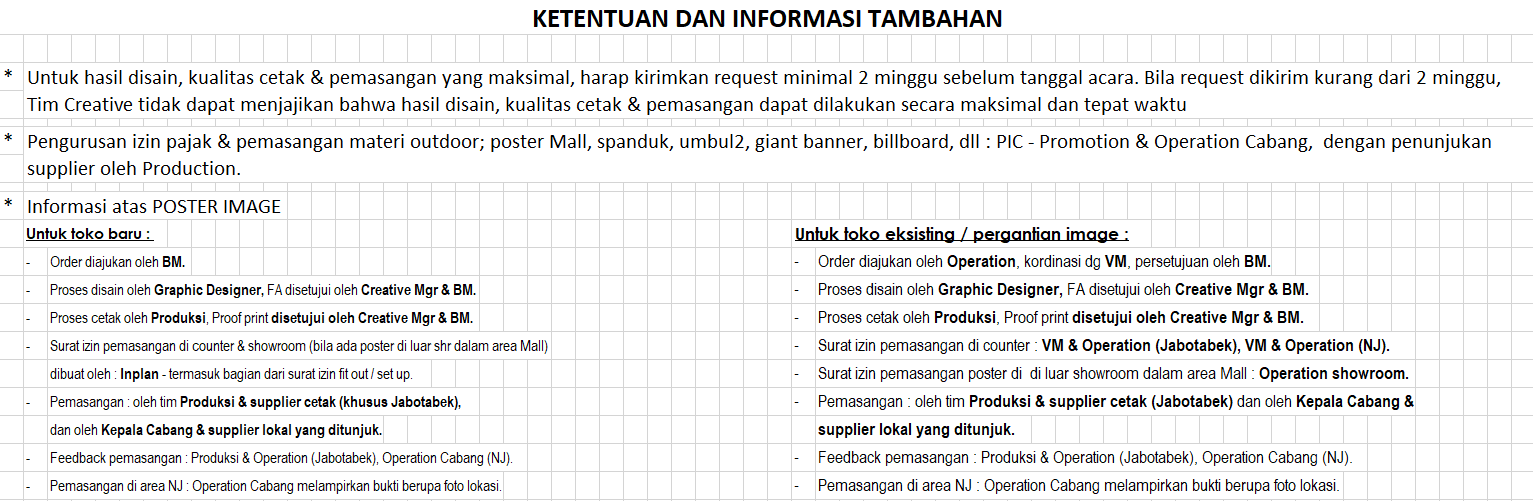 KETENTUAN DAN INFORMASI TAMBAHAN
* Untuk hasil disain, kualitas cetak & pemasangan yang maksimal, harap kirimkan request minimal 2 minggu sebelum tanggal acara. Bila request dikirim kurang dari 2 minggu,
Tim Creative tidak dapat menjajikan bahwa hasil disain, kualitas cetak & pemasangan dapat dilakukan secara maksimal dan tepat waktu
* Pengurusan izin pajak & pemasangan materi outdoor; poster Mall, spanduk, umbul2, giant banner, billboard, dll : PIC - Promotion & Operation Cabang, dengan penunjukan
supplier oleh Production.
* Informasi atas POSTER IMAGE
Untuk toko baru :
- Order diajukan oleh BM.
- Proses disain oleh Graphic Designer, FA disetujui oleh Creative Mgr & BM.
- Proses cetak oleh Produksi, Proof print disetujui oleh Creative Mgr & BM.
- Surat izin pemasangan di counter & showroom (bila ada poster di luar shr dalam area Mall)
dibuat oleh : Inplan - termasuk bagian dari surat izin fit out / set up.
- Pemasangan : oleh tim Produksi & supplier cetak (khusus Jabotabek),
dan oleh Kepala Cabang & supplier lokal yang ditunjuk.
- Feedback pemasangan : Produksi & Operation (Jabotabek), Operation Cabang (NJ).
- Pemasangan di area NJ : Operation Cabang melampirkan bukti berupa foto lokasi.
Untuk toko eksisting / pergantian image :
- Order diajukan oleh Operation, kordinasi dg VM, persetujuan oleh BM.
- Proses disain oleh Graphic Designer, FA disetujui oleh Creative Mgr & BM.
- Proses cetak oleh Produksi, Proof print disetujui oleh Creative Mgr & BM.
- Surat izin pemasangan di counter : VM & Operation (Jabotabek), VM & Operation (NJ).
- Surat izin pemasangan poster di di luar showroom dalam area Mall : Operation showroom.
- Pemasangan : oleh tim Produksi & supplier cetak (Jabotabek) dan oleh Kepala Cabang &
supplier lokal yang ditunjuk.
- Feedback pemasangan : Produksi & Operation (Jabotabek), Operation Cabang (NJ).
- Pemasangan di area NJ : Operation Cabang melampirkan bukti berupa foto lokasi.